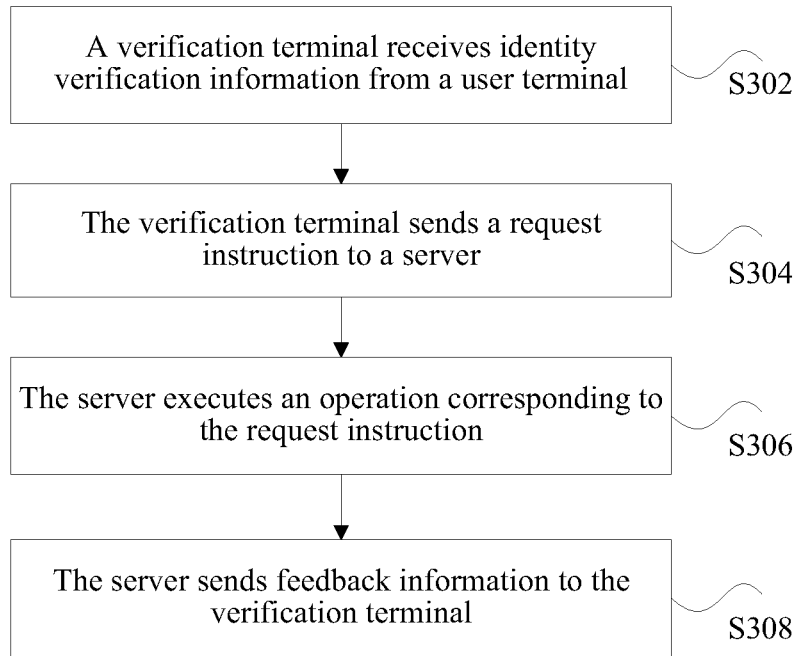 A verification terminal receives identity
verification information from a user terminal
S302
The verification terminal sends a request
instruction to a server
S304
The server executes an operation corresponding to
the request instruction
S306
The server sends feedback information to the
verification terminal
S308